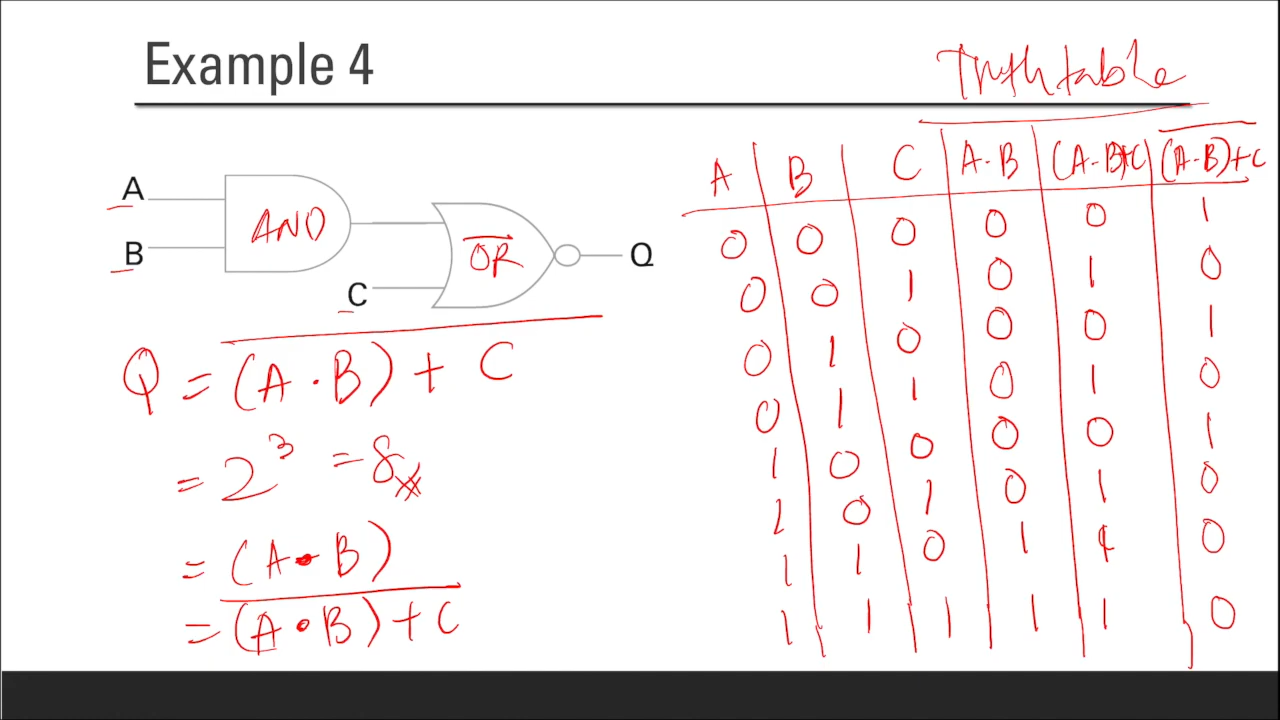 Example 4
Truth table
A
B
C
AND
OR
Q
Q = (A · B) + C
= 2³ = 8
= (A · B)
= (A · B) + C
A B C A·B (A·B)+C (A·B)+C
0 0 0 0 0 1
0 0 1 0 1 0
0 1 0 0 0 1
0 1 1 0 1 0
1 0 0 0 0 1
1 0 1 0 1 0
1 1 0 1 1 0
1 1 1 1 1 0